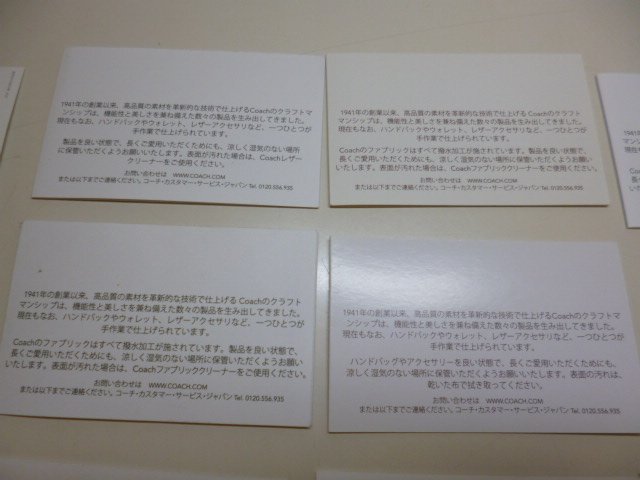 1941年の創業以来、高品質の素材を革新的な技術で仕上げるCoachのクラフトマ
ンシップは、機能性と美しさを兼ね備えた数々の製品を生み出してきました。
現在もなお、ハンドバックやウォレット、レザーアクセサリなど、一つひとつが
手作業で仕上げられています。
製品を良い状態で、長くご愛用いただくためにも、涼しく湿気のない場所
に保管いただくようお願いいたします。表面が汚れた場合は、Coachレザー
クリーナーをご使用ください。
お問い合わせは WWW.COACH.COM
または以下までご連絡ください。コーチ・カスタマー・サービス・ジャパン Tel. 0120.556.935
1941年の創業以来、高品質の素材を革新的な技術で仕上げる Coachのクラフト
マンシップは、機能性と美しさを兼ね備えた数々の製品を生み出してきました。
現在もなお、ハンドバックやウォレット、レザーアクセサリなど、一つひとつが
手作業で仕上げられています。
Coachのファブリックはすべて撥水加工が施されています。製品を良い状態で、
長くご愛用いただくためにも、涼しく湿気のない場所に保管いただくようお願い
いたします。表面が汚れた場合は、Coachファブリッククリーナーをご使用ください。
お問い合わせは WWW.COACH.COM
または以下までご連絡ください。コーチ・カスタマー・サービス・ジャパン Tel. 0120.556.935
1941年の創業以来、高品質の素材を革新的な技術で仕上げる Coachのクラフト
マンシップは、機能性と美しさを兼ね備えた数々の製品を生み出してきました。
現在もなお、ハンドバックやウォレット、レザーアクセサリなど、一つひとつが
手作業で仕上げられています。
Coachのファブリックはすべて撥水加工が施されています。製品を良い状態で、
長くご愛用いただくためにも、涼しく湿気のない場所に保管いただくようお願い
いたします。表面が汚れた場合は、Coachファブリッククリーナーをご使用ください。
お問い合わせは WWW.COACH.COM
または以下までご連絡ください。コーチ・カスタマー・サービス・ジャパン Tel. 0120.556.935
1941年の創業以来、高品質の素材を革新的な技術で仕上げるCoachのクラフト
マンシップは、機能性と美しさを兼ね備えた数々の製品を生み出してきました。
現在もなお、ハンドバックやウォレット、レザーアクセサリなど、一つひとつが
手作業で仕上げられています。
ハンドバッグやアクセサリーを良い状態で、長くご愛用いただくためにも、
涼しく湿気のない場所に保管いただくようお願いいたします。表面の汚れは、
乾いた布で拭き取ってください。
お問い合わせは WWW.COACH.COM
または以下までご連絡ください。コーチ・カスタマー・サービス・ジャパン Tel. 0120.556.935